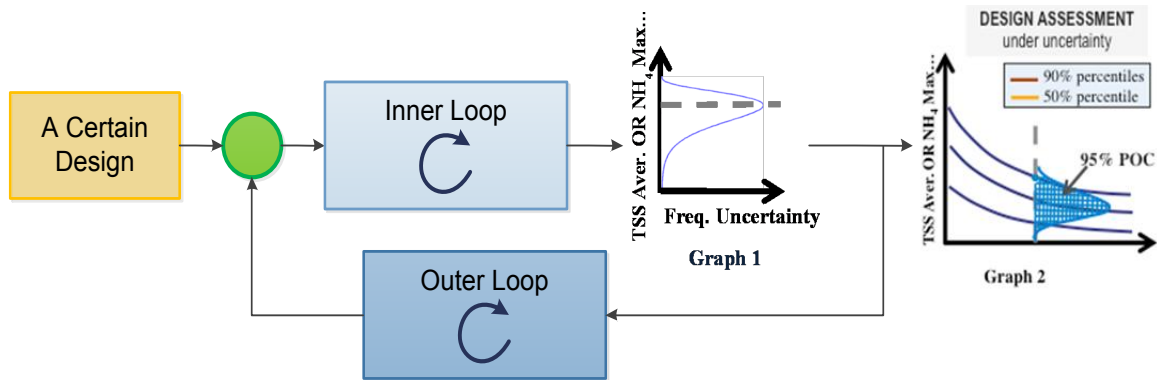 A Certain
Design
Inner Loop
Outer Loop
TSS Aver. OR NH₄ Max…
Freq. Uncertainty
Graph 1
DESIGN ASSESSMENT
under uncertainty
90% percentiles
50% percentile
95% POC
TSS Aver. OR NH₄ Max…
Graph 2